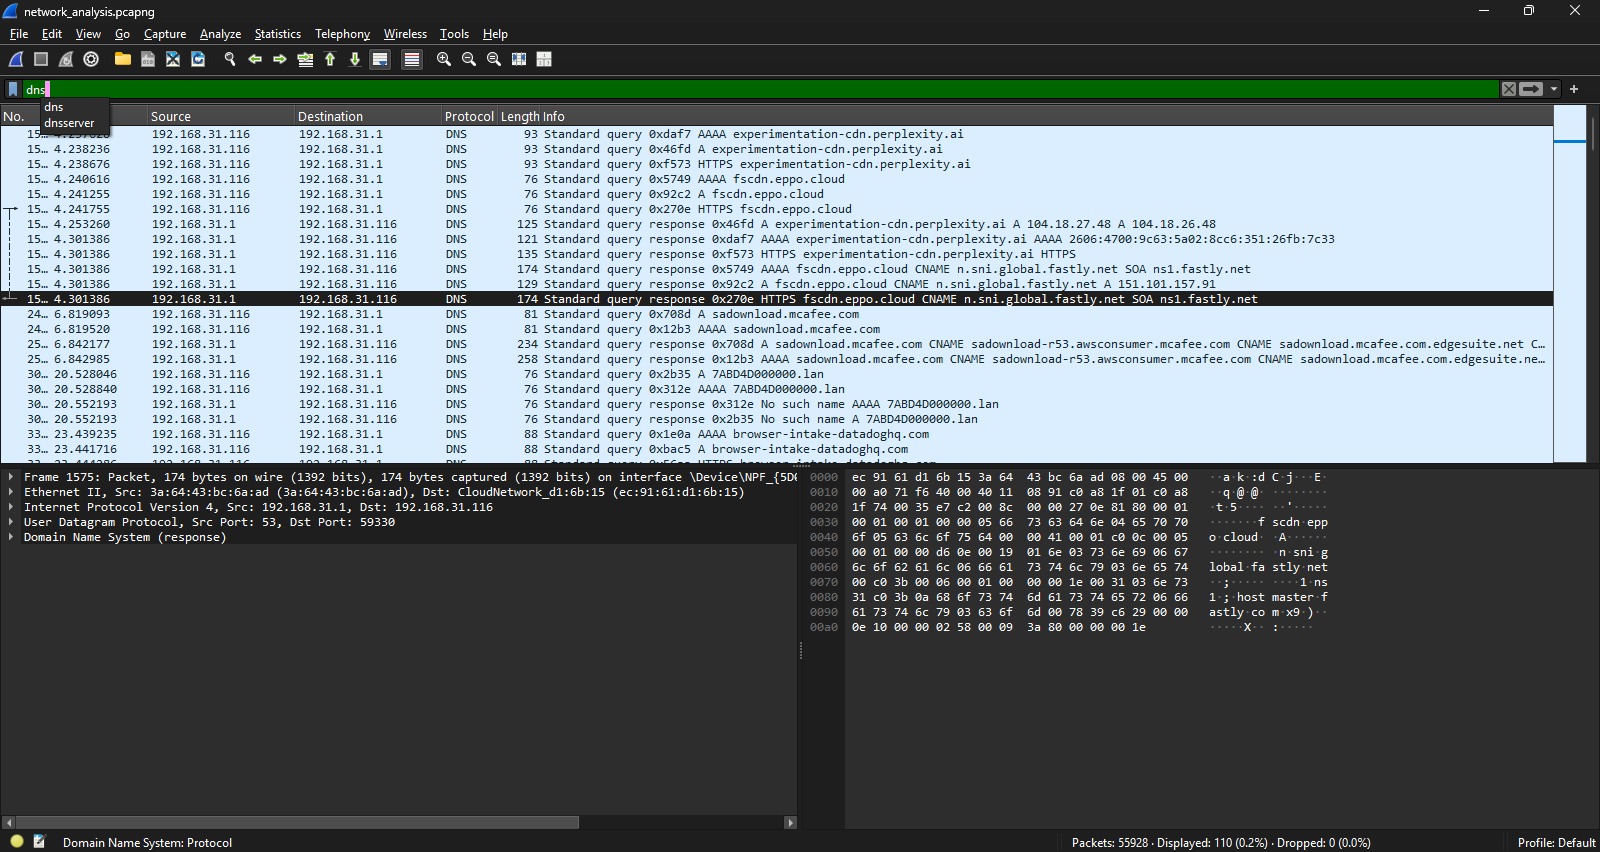 network_analysis.pcapng
File Edit View Go Capture Analyze Statistics Telephony Wireless Tools Help
dns
dns
dnsserver
No. Source Destination Protocol Length Info
15… 192.168.31.116 192.168.31.1 DNS 93 Standard query 0xdaf7 AAAA experimentation-cdn.perplexity.ai
15… 4.238236 192.168.31.116 192.168.31.1 DNS 93 Standard query 0x46fd A experimentation-cdn.perplexity.ai
15… 4.238676 192.168.31.116 192.168.31.1 DNS 93 Standard query 0xf573 HTTPS experimentation-cdn.perplexity.ai
15… 4.240616 192.168.31.116 192.168.31.1 DNS 76 Standard query 0x5749 AAAA fscdn.eppo.cloud
15… 4.241255 192.168.31.116 192.168.31.1 DNS 76 Standard query 0x92c2 A fscdn.eppo.cloud
15… 4.241755 192.168.31.116 192.168.31.1 DNS 76 Standard query 0x270e HTTPS fscdn.eppo.cloud
15… 4.253260 192.168.31.1 192.168.31.116 DNS 125 Standard query response 0x46fd A experimentation-cdn.perplexity.ai A 104.18.27.48 A 104.18.26.48
15… 4.301386 192.168.31.1 192.168.31.116 DNS 121 Standard query response 0xdaf7 AAAA experimentation-cdn.perplexity.ai AAAA 2606:4700:9c63:5a02:8cc6:351:26fb:7c33
15… 4.301386 192.168.31.1 192.168.31.116 DNS 135 Standard query response 0xf573 HTTPS experimentation-cdn.perplexity.ai HTTPS
15… 4.301386 192.168.31.1 192.168.31.116 DNS 174 Standard query response 0x5749 AAAA fscdn.eppo.cloud CNAME n.sni.global.fastly.net SOA ns1.fastly.net
15… 4.301386 192.168.31.1 192.168.31.116 DNS 129 Standard query response 0x92c2 A fscdn.eppo.cloud CNAME n.sni.global.fastly.net A 151.101.157.91
15… 4.301386 192.168.31.1 192.168.31.116 DNS 174 Standard query response 0x270e HTTPS fscdn.eppo.cloud CNAME n.sni.global.fastly.net SOA ns1.fastly.net
24… 6.819093 192.168.31.116 192.168.31.1 DNS 81 Standard query 0x708d A sadownload.mcafee.com
24… 6.819520 192.168.31.116 192.168.31.1 DNS 81 Standard query 0x12b3 AAAA sadownload.mcafee.com
25… 6.842177 192.168.31.1 192.168.31.116 DNS 234 Standard query response 0x708d A sadownload.mcafee.com CNAME sadownload-r53.awsconsumer.mcafee.com CNAME sadownload.mcafee.com.edgesuite.net C…
25… 6.842985 192.168.31.1 192.168.31.116 DNS 258 Standard query response 0x12b3 AAAA sadownload.mcafee.com CNAME sadownload-r53.awsconsumer.mcafee.com CNAME sadownload.mcafee.com.edgesuite.ne…
30… 20.528046 192.168.31.116 192.168.31.1 DNS 76 Standard query 0x2b35 A 7ABD4D000000.lan
30… 20.528840 192.168.31.116 192.168.31.1 DNS 76 Standard query 0x312e AAAA 7ABD4D000000.lan
30… 20.552193 192.168.31.1 192.168.31.116 DNS 76 Standard query response 0x312e No such name AAAA 7ABD4D000000.lan
30… 20.552193 192.168.31.1 192.168.31.116 DNS 76 Standard query response 0x2b35 No such name A 7ABD4D000000.lan
33… 23.439235 192.168.31.116 192.168.31.1 DNS 88 Standard query 0x1e0a AAAA browser-intake-datadoghq.com
33… 23.441716 192.168.31.116 192.168.31.1 DNS 88 Standard query 0xbac5 A browser-intake-datadoghq.com
Frame 1575: Packet, 174 bytes on wire (1392 bits), 174 bytes captured (1392 bits) on interface \Device\NPF_{5D
Ethernet II, Src: 3a:64:43:bc:6a:ad (3a:64:43:bc:6a:ad), Dst: CloudNetwork_d1:6b:15 (ec:91:61:d1:6b:15)
Internet Protocol Version 4, Src: 192.168.31.1, Dst: 192.168.31.116
User Datagram Protocol, Src Port: 53, Dst Port: 59330
Domain Name System (response)
0000 ec 91 61 d1 6b 15 3a 64 43 bc 6a ad 08 00 45 00 ··a·k·:d C·j···E·
0010 00 a0 71 f6 40 00 40 11 08 91 c0 a8 1f 01 c0 a8 ··q·@·@· ········
0020 1f 74 00 35 e7 c2 00 8c 00 00 27 0e 81 80 00 01 ·t·5···· ··'·····
0030 00 01 00 01 00 00 05 66 73 63 64 6e 04 65 70 70 ·······f scdn·epp
0040 6f 05 63 6c 6f 75 64 00 00 41 00 01 c0 0c 00 05 o·cloud· ·A······
0050 00 01 00 00 d6 0e 00 19 01 6e 03 73 6e 69 06 67 ········ ·n·sni·g
0060 6c 6f 62 61 6c 06 66 61 73 74 6c 79 03 6e 65 74 lobal·fa stly·net
0070 00 c0 3b 00 06 00 01 00 00 00 1e 00 31 03 6e 73 ··;····· ····1·ns
0080 31 c0 3b 0a 68 6f 73 74 6d 61 73 74 65 72 06 66 1·;·host master·f
0090 61 73 74 6c 79 03 63 6f 6d 00 78 39 c6 29 00 00 astly·co m·x9·)··
00a0 0e 10 00 00 02 58 00 09 3a 80 00 00 00 1e ·····X·· :·····
Domain Name System: Protocol Packets: 55928 · Displayed: 110 (0.2%) · Dropped: 0 (0.0%) Profile: Default